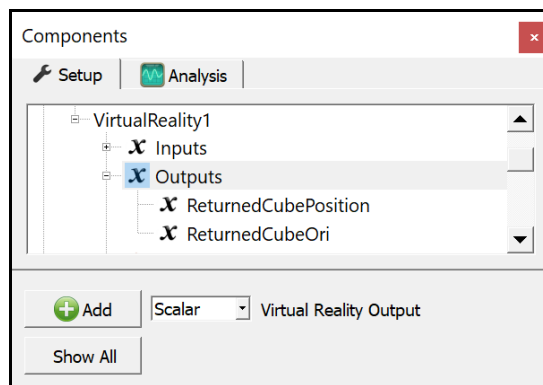 Components
Setup Analysis
VirtualReality1
x Inputs
x Outputs
x ReturnedCubePosition
x ReturnedCubeOri
Add Scalar Virtual Reality Output
Show All